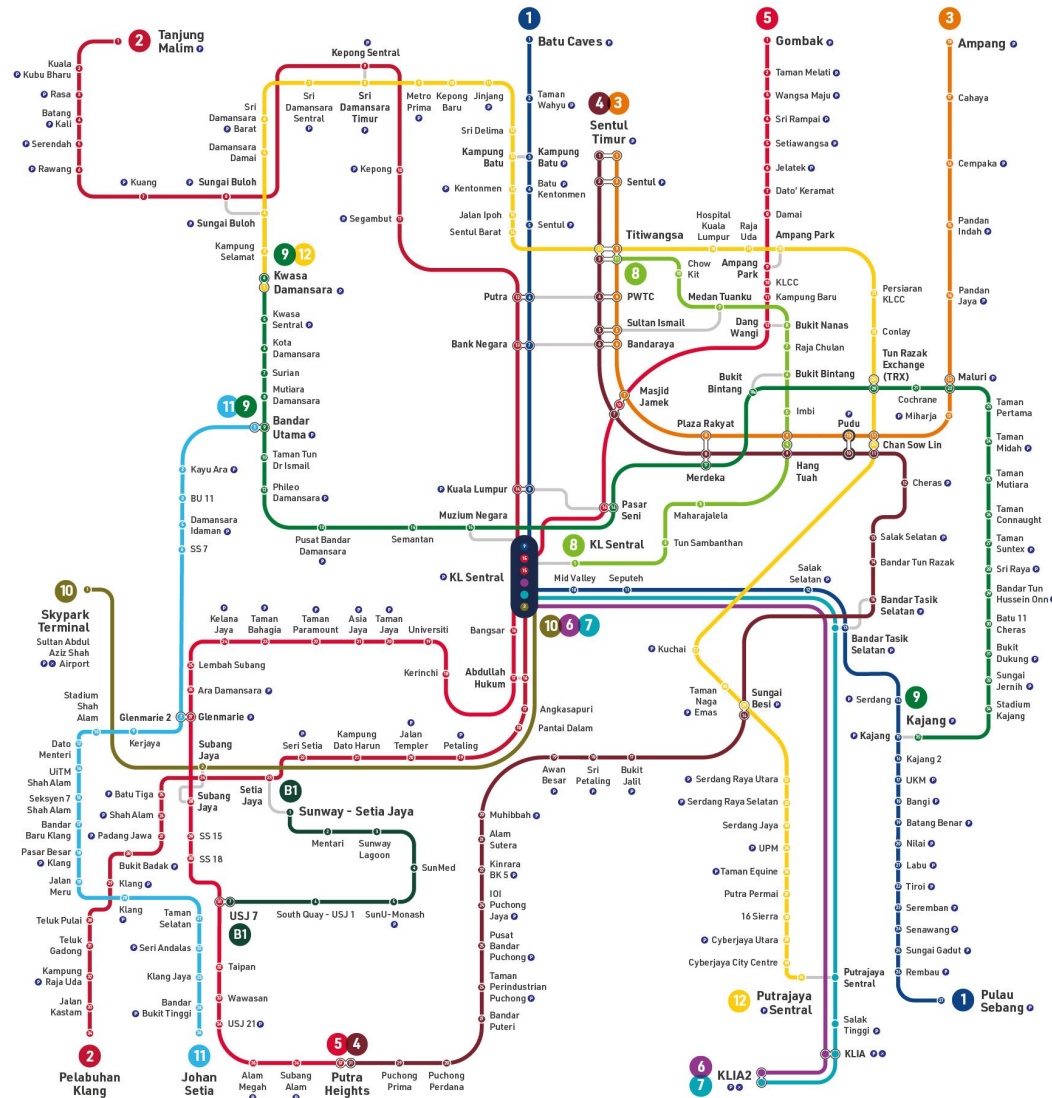 2
Tanjung
Malim P
Kuala
P Kubu Bharu
P Rasa
Batang
P Kali
P Serendah
P Rawang
P
Kuang
P
Sungai Buloh
P Sungai Buloh
P
Kepong Sentral
Sri
Damansara
P Barat
Damansara
Damai
Kampung
Selamat
Sri
Damansara
Sentral
P
Sri
Damansara
Timur
P
Metro
Prima
P
Kepong
Baru
Jinjang
P
P Kepong
P Segambut
Sri Delima
Kampung
Batu
P Kentonmen
Jalan Ipoh
Sentul Barat
1
Batu Caves P
Taman
Wahyu P
Kampung
Batu P
Batu P
Kentonmen
Sentul P
4 3
Sentul
Timur P
Sentul P
Titiwangsa
8
Hospital
Kuala
Lumpur
Raja
Uda
Ampang Park
Ampang
Park
Chow
Kit
Medan Tuanku
5
Gombak P
Taman Melati P
Wangsa Maju P
Sri Rampai P
Setiawangsa P
Jelatek P
Dato' Keramat
Damai
KLCC
Kampung Baru
Dang
Wangi
3
Ampang P
Cahaya
Cempaka P
Pandan
Indah P
Pandan
Jaya P
Maluri P
Persiaran
KLCC
Conlay
Tun Razak
Exchange
(TRX)
Cochrane
P Miharja
Chan Sow Lin
9 12
Kwasa
Damansara P
Kwasa
Sentral P
Kota
Damansara
Surian
Mutiara
Damansara
11 9
Bandar
Utama P
Taman Tun
Dr Ismail
Phileo
Damansara P
Pusat Bandar
Damansara
P
Semantan
Muzium Negara
Putra
Bank Negara
PWTC
Sultan Ismail
Bandaraya
Masjid
Jamek
Bukit Nanas
Raja Chulan
Bukit
Bintang
Bukit Bintang
Imbi
Plaza Rakyat
Merdeka
Hang
Tuah
P
Pudu
P Kuala Lumpur
Pasar
Seni
Maharajalela
Tun Sambanthan
8 KL Sentral
P KL Sentral
10 6 7
Mid Valley
Seputeh
Salak
Selatan P
Cheras P
Salak Selatan P
Bandar Tun Razak
Bandar Tasik
Selatan P
Bandar Tasik
Selatan P
Taman
Pertama
Taman
Midah P
Taman
Mutiara
Taman
Connaught
Taman
Suntex P
Sri Raya P
Bandar Tun
Hussein Onn P
Batu 11
Cheras
Bukit
Dukung P
Sungai
Jernih P
Stadium
Kajang
9
Kajang P
P Serdang
P Kajang
Kajang 2
UKM P
Bangi P
Batang Benar P
Nilai P
Labu P
Tiroi P
Seremban P
Senawang P
Sungai Gadut P
Rembau P
1
Pulau
Sebang P
Kayu Ara P
BU 11
Damansara
Idaman P
SS 7
10
Skypark
Terminal
Sultan Abdul
Aziz Shah
P Airport
P
Kelana
Jaya
P
Taman
Bahagia
P
Taman
Paramount
P
Asia
Jaya
P
Taman
Jaya
Universiti
Kerinchi
Bangsar
Abdullah
Hukum
Angkasapuri
Pantai Dalam
Lembah Subang
Ara Damansara P
Glenmarie 2
Glenmarie P
Kerjaya
Stadium
Shah
Alam
Dato
Menteri
UiTM
Shah Alam
Seksyen 7
Shah Alam
Bandar
Baru Klang
Pasar Besar
P Klang
Jalan
Meru
Subang
Jaya
Subang
Jaya
Setia
Jaya
P
Seri Setia
Kampung
Dato Harun
P
Jalan
Templer
P
Petaling
P Batu Tiga
P Shah Alam
P Padang Jawa
Bukit Badak P
Klang P
Klang
P
Teluk Pulai
Teluk
Gadong
Kampung
P Raja Uda
Jalan
Kastam
2
Pelabuhan
Klang
Taman
Selatan
P Seri Andalas
Klang Jaya
Bandar
P Bukit Tinggi
11
Johan
Setia
SS 15
SS 18
B1
Sunway - Setia Jaya
Mentari
Sunway
Lagoon
SunMed
SunU-Monash
P
South Quay - USJ 1
USJ 7
B1
Taipan
Wawasan
USJ 21 P
Alam
Megah
P
Subang
Alam
P
5 4
Putra
Heights
Puchong
Prima
Puchong
Perdana
Bandar
Puteri
Taman
Perindustrian
Puchong P
Pusat
Bandar
Puchong P
IOI
Puchong
Jaya P
Kinrara
BK 5 P
Alam
Sutera
Muhibbah P
Awan
Besar
P
Sri
Petaling
P
Bukit
Jalil
P
Sungai
Besi P
P Kuchai
Taman
Naga
P Emas
P Serdang Raya Utara
P Serdang Raya Selatan
Serdang Jaya
P UPM
P Taman Equine
Putra Permai
16 Sierra
P Cyberjaya Utara
Cyberjaya City Centre
12
Putrajaya
P Sentral
Putrajaya
Sentral
Salak
Tinggi P
KLIA P
6
7
KLIA2
P